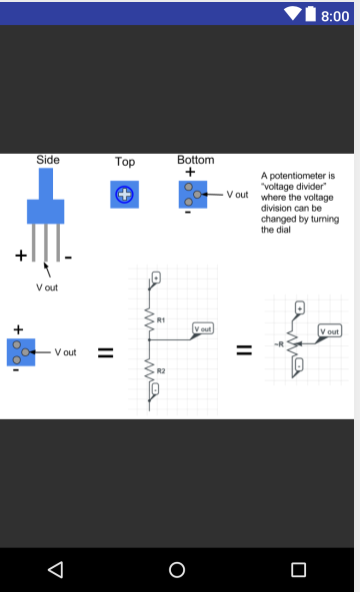 8:00
Side
Top
Bottom
+
V out
-
A potentiometer is
"voltage divider"
where the voltage
division can be
changed by turning
the dial
+
-
V out
+
V out
-
=
+
R1
V out
R2
-
=
+
V out
~R
-